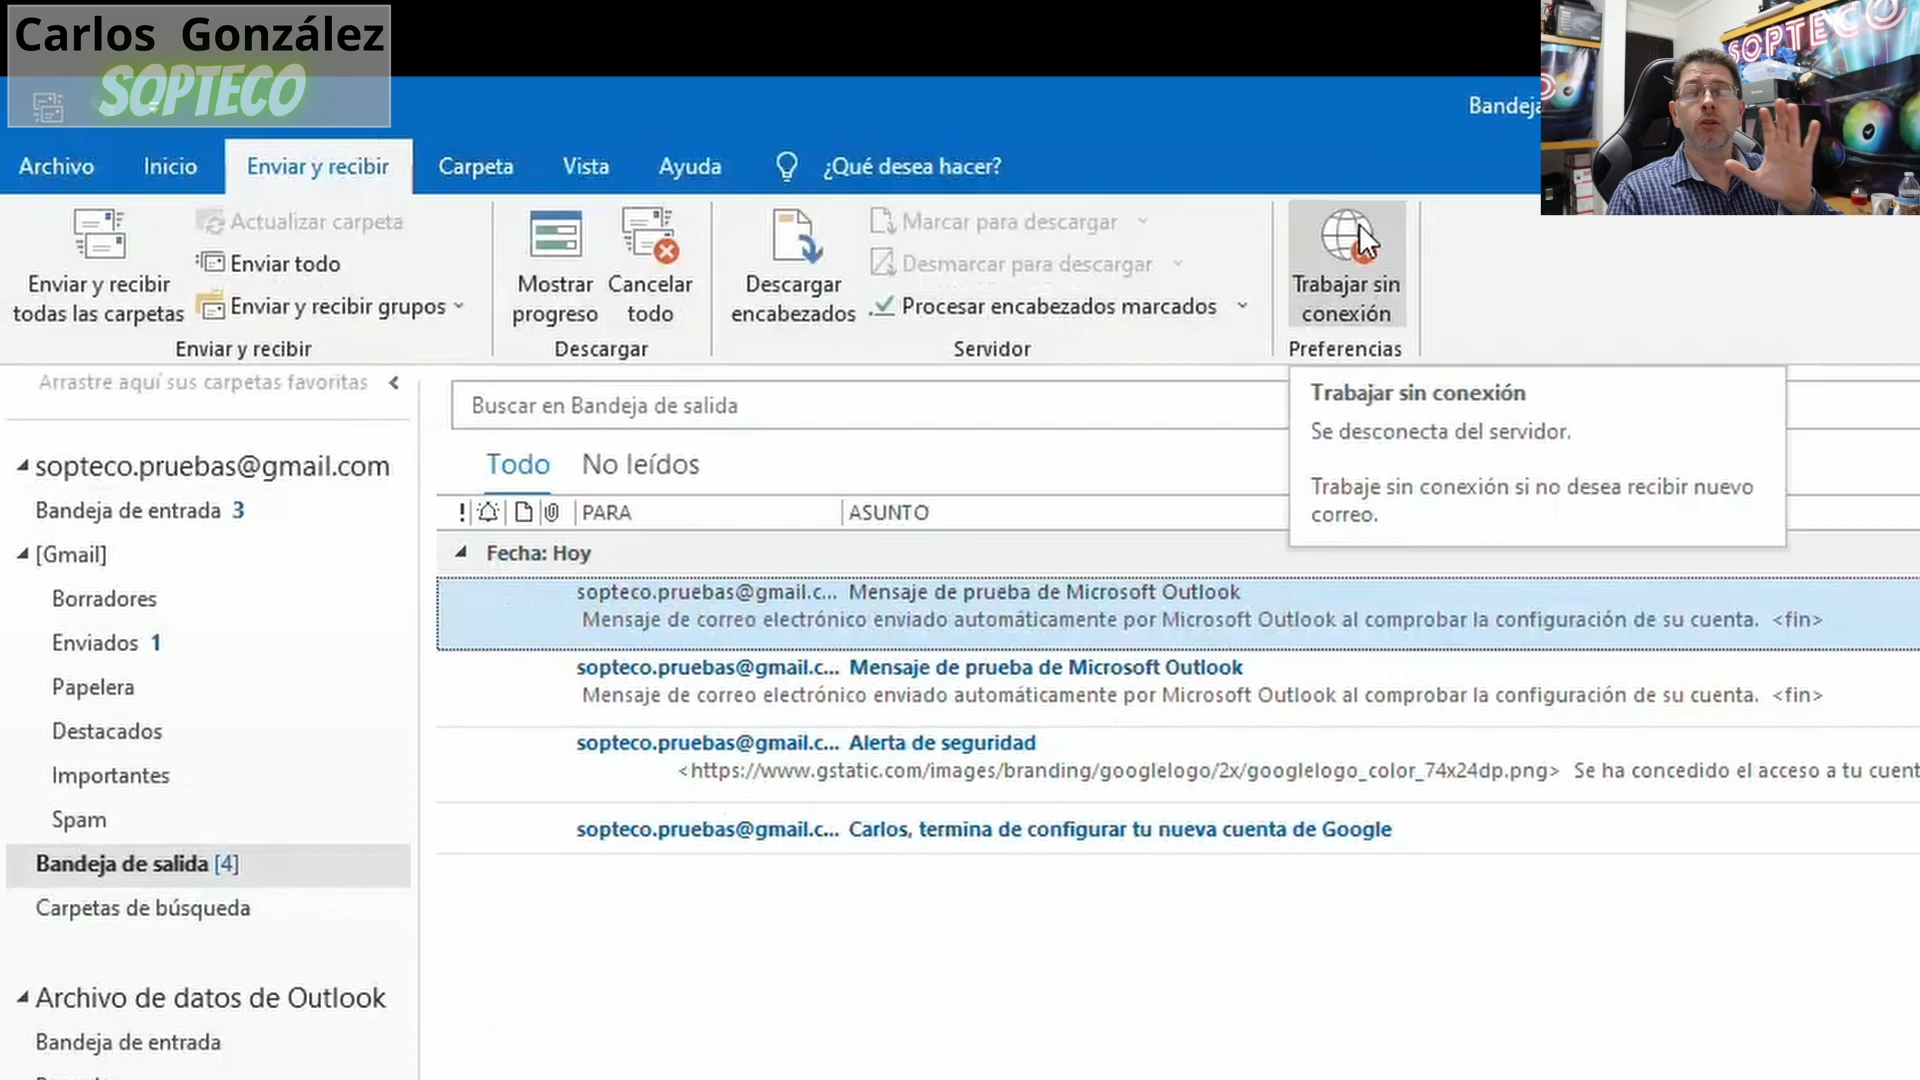 Carlos González
SOPTECO
Bandeja
SOPTECO
Archivo
Inicio
Enviar y recibir
Carpeta
Vista
Ayuda
¿Qué desea hacer?
Enviar y recibir
todas las carpetas
Actualizar carpeta
Enviar todo
Enviar y recibir grupos
Enviar y recibir
Mostrar
progreso
Cancelar
todo
Descargar
Descargar
encabezados
Marcar para descargar
Desmarcar para descargar
Procesar encabezados marcados
Servidor
Trabajar sin
conexión
Preferencias
Trabajar sin conexión
Se desconecta del servidor.
Trabaje sin conexión si no desea recibir nuevo
correo.
Arrastre aquí sus carpetas favoritas
sopteco.pruebas@gmail.com
Bandeja de entrada 3
[Gmail]
Borradores
Enviados 1
Papelera
Destacados
Importantes
Spam
Bandeja de salida [4]
Carpetas de búsqueda
Archivo de datos de Outlook
Bandeja de entrada
Buscar en Bandeja de salida
Todo No leídos
! PARA ASUNTO
Fecha: Hoy
sopteco.pruebas@gmail.c... Mensaje de prueba de Microsoft Outlook
Mensaje de correo electrónico enviado automáticamente por Microsoft Outlook al comprobar la configuración de su cuenta. <fin>
sopteco.pruebas@gmail.c... Mensaje de prueba de Microsoft Outlook
Mensaje de correo electrónico enviado automáticamente por Microsoft Outlook al comprobar la configuración de su cuenta. <fin>
sopteco.pruebas@gmail.c... Alerta de seguridad
<https://www.gstatic.com/images/branding/googlelogo/2x/googlelogo_color_74x24dp.png> Se ha concedido el acceso a tu cuent
sopteco.pruebas@gmail.c... Carlos, termina de configurar tu nueva cuenta de Google